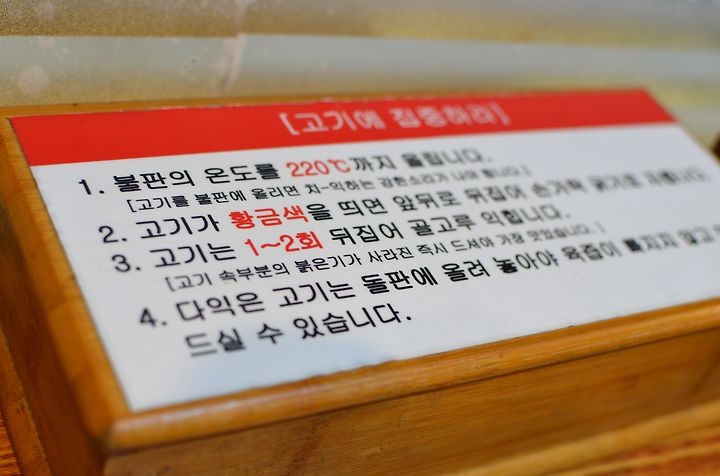 [고기에 집중하라]
1. 불판의 온도를 220℃까지 올립니다.
[고기를 불판에 올리면 치-익하는 강한소리가 나야 됩니다.]
2. 고기가 황금색을 띄면 앞뒤로 뒤집어 손가락 굵기로 자릅니다.
3. 고기는 1~2회 뒤집어 골고루 익힙니다.
[고기 속부분의 붉은기가 사라진 즉시 드셔야 가장 맛있습니다.]
4. 다익은 고기는 돌판에 올려 놓아야 육즙이 빠지지 않고
드실 수 있습니다.